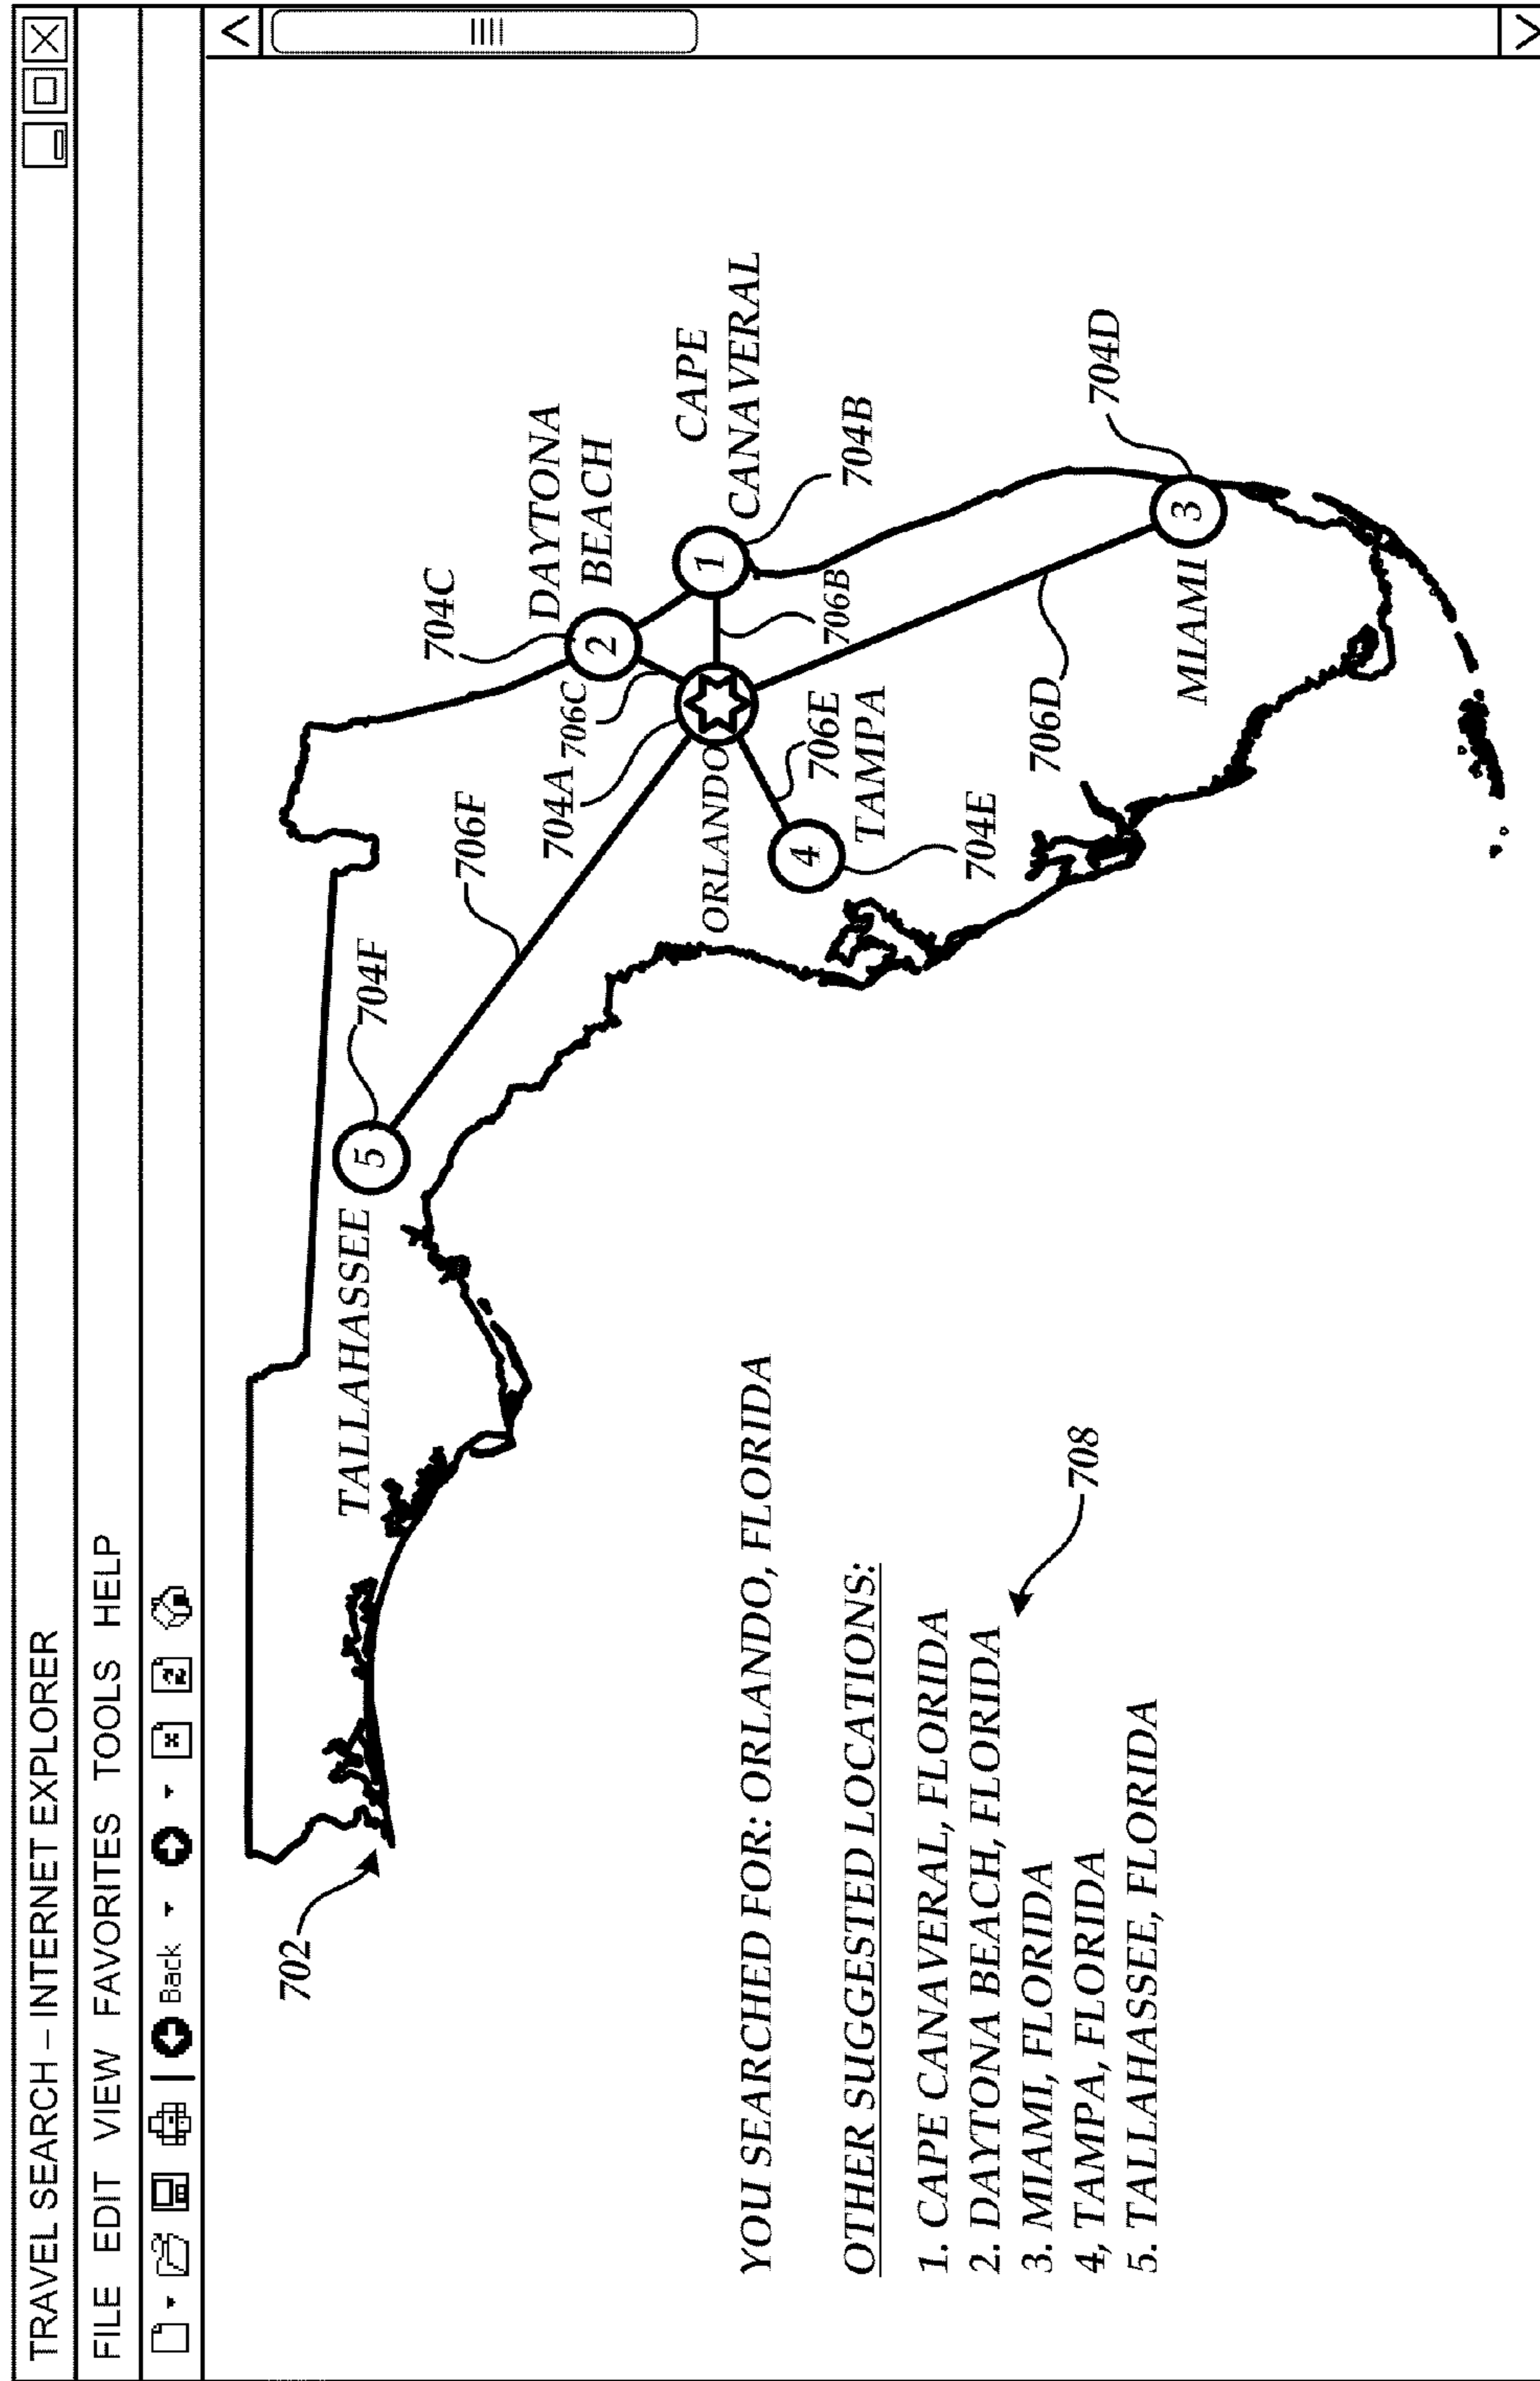 TRAVEL SEARCH – INTERNET EXPLORER
FILE EDIT VIEW FAVORITES TOOLS HELP
Back
702
TALLAHASSEE
5
704F
706F
704C
DAYTONA
BEACH
2
704A
706C
CAPE
CANAVERAL
1
704B
706B
ORLANDO
706E
TAMPA
4
704E
706D
704D
3
MIAMI
YOU SEARCHED FOR: ORLANDO, FLORIDA
OTHER SUGGESTED LOCATIONS:
1. CAPE CANAVERAL, FLORIDA
2. DAYTONA BEACH, FLORIDA
3. MIAMI, FLORIDA
4, TAMPA, FLORIDA
5. TALLAHASSEE, FLORIDA
708